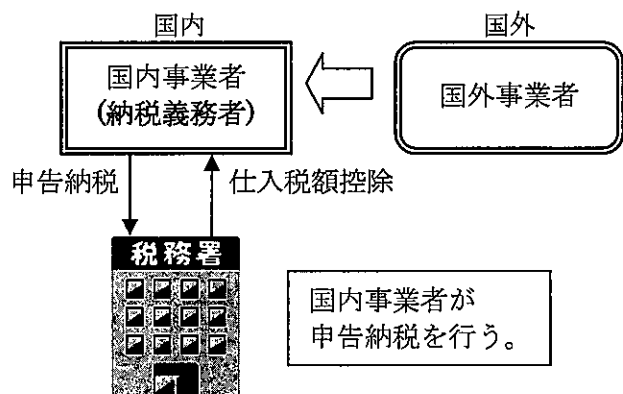 国内
国外
国内事業者
(納税義務者)
国外事業者
申告納税
仕入税額控除
税務署
国内事業者が
申告納税を行う。